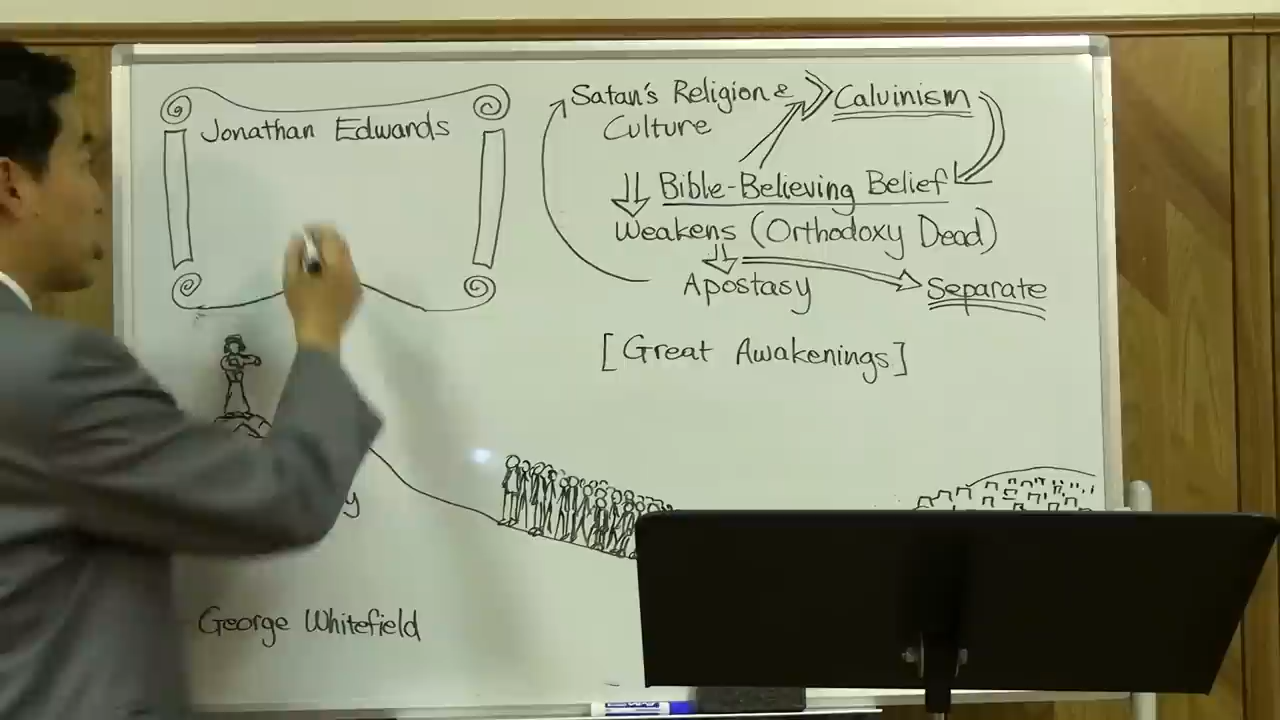 Jonathan Edwards
Satan's Religion &
Culture
Calvinism
Bible-Believing Belief
Weakens (Orthodoxy Dead)
Apostasy
Separate
[Great Awakenings]
George Whitefield